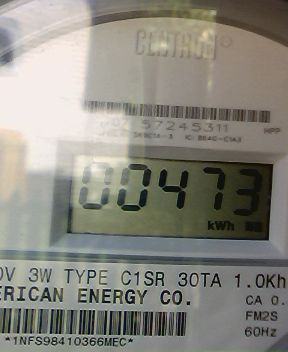 CENTRON
57245311 HPP
00473
kWh
0V 3W TYPE C1SR 30TA 1.0Kh
ERICAN ENERGY CO. CA 0.
FM2S
*1NFS98410366MEC* 60Hz